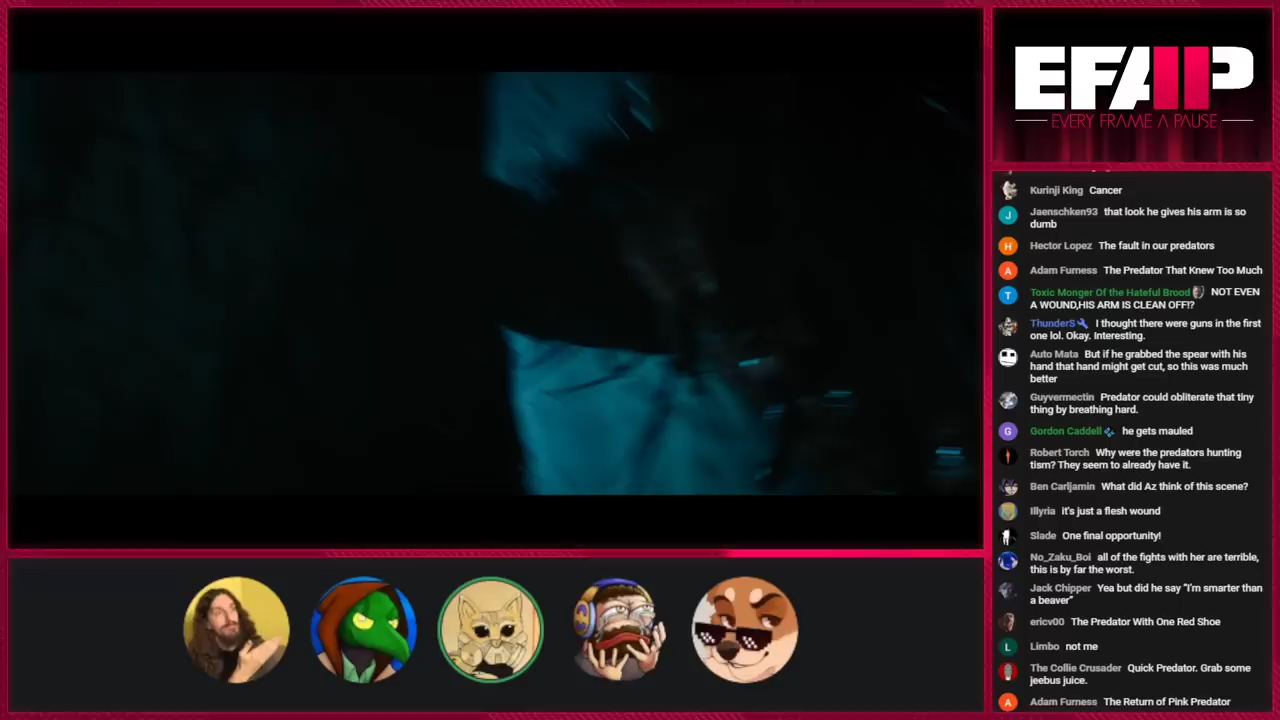 EFAP
EVERY FRAME A PAUSE
Kurinji King Cancer
Jaenschken93 that look he gives his arm is so
dumb
Hector Lopez The fault in our predators
Adam Furness The Predator That Knew Too Much
Toxic Monger Of the Hateful Brood NOT EVEN
A WOUND,HIS ARM IS CLEAN OFF!?
ThunderS I thought there were guns in the first
one lol. Okay. Interesting.
Auto Mata But if he grabbed the spear with his
hand that hand might get cut, so this was much
better
Guyvermectin Predator could obliterate that tiny
thing by breathing hard.
Gordon Caddell he gets mauled
Robert Torch Why were the predators hunting
tism? They seem to already have it.
Ben Carljamin What did Az think of this scene?
Illyria it's just a flesh wound
Slade One final opportunity!
No_Zaku_Boi all of the fights with her are terrible,
this is by far the worst.
Jack Chipper Yea but did he say "I'm smarter than
a beaver"
ericv00 The Predator With One Red Shoe
Limbo not me
The Collie Crusader Quick Predator. Grab some
jeebus juice.
Adam Furness The Return of Pink Predator
J
H
A
T
G
L
A